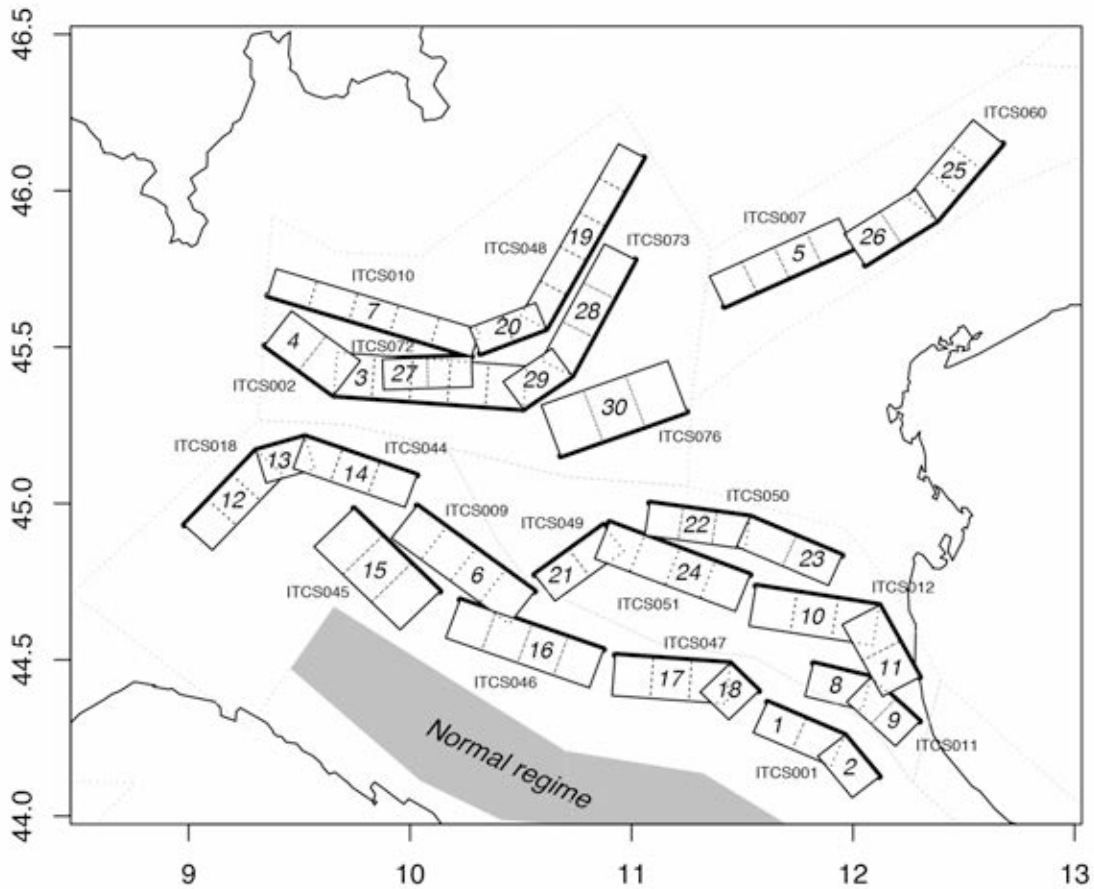 46.5
ITCS060
25
46.0
ITCS007
26
5
ITCS048
19
ITCS073
ITCS010
7
28
20
45.5
4
ITCS072
3
27
29
ITCS002
30
ITCS076
ITCS018
ITCS044
13
14
12
45.0
ITCS009
ITCS049
ITCS050
22
23
15
6
21
24
ITCS045
ITCS051
ITCS012
10
16
ITCS047
11
44.5
ITCS046
17
18
8
9
1
ITCS011
ITCS001
2
Normal regime
44.0
9
10
11
12
13